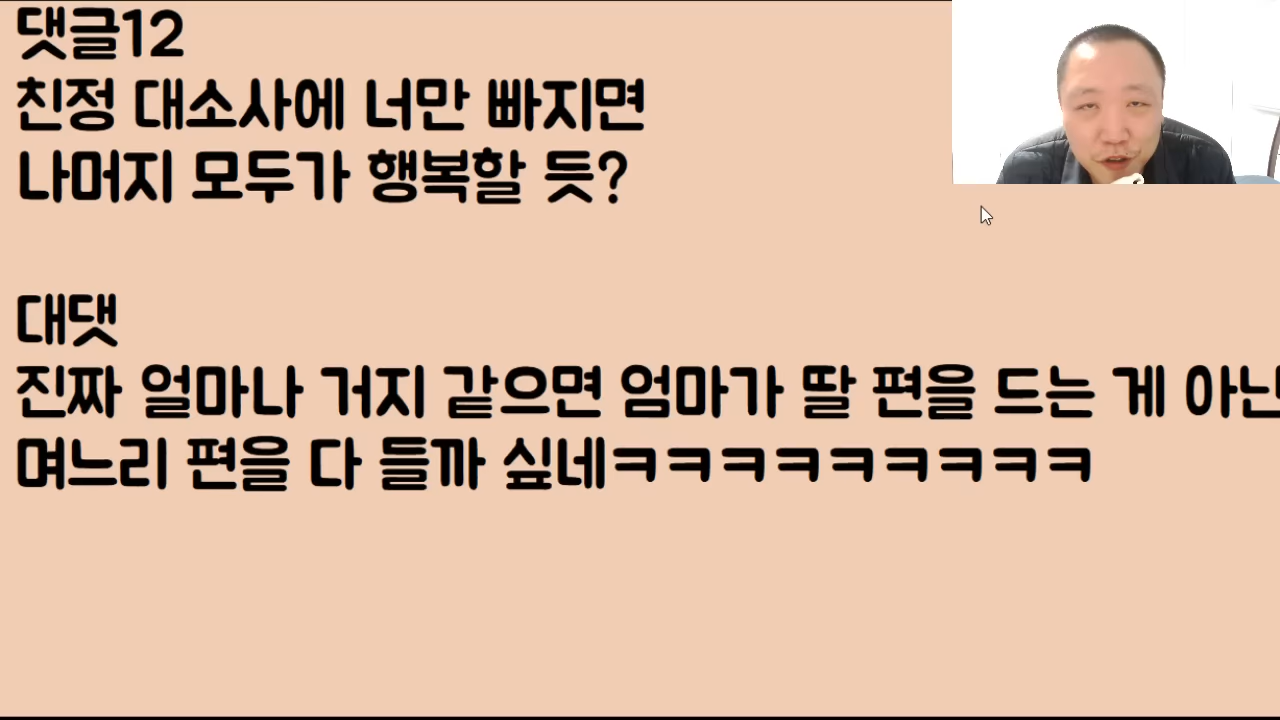 댓글12
친정 대소사에 너만 빠지면
나머지 모두가 행복할 듯?
대댓
진짜 얼마나 거지 같으면 엄마가 딸 편을 드는 게 아닌
며느리 편을 다 들까 싶네ㅋㅋㅋㅋㅋㅋㅋㅋㅋ